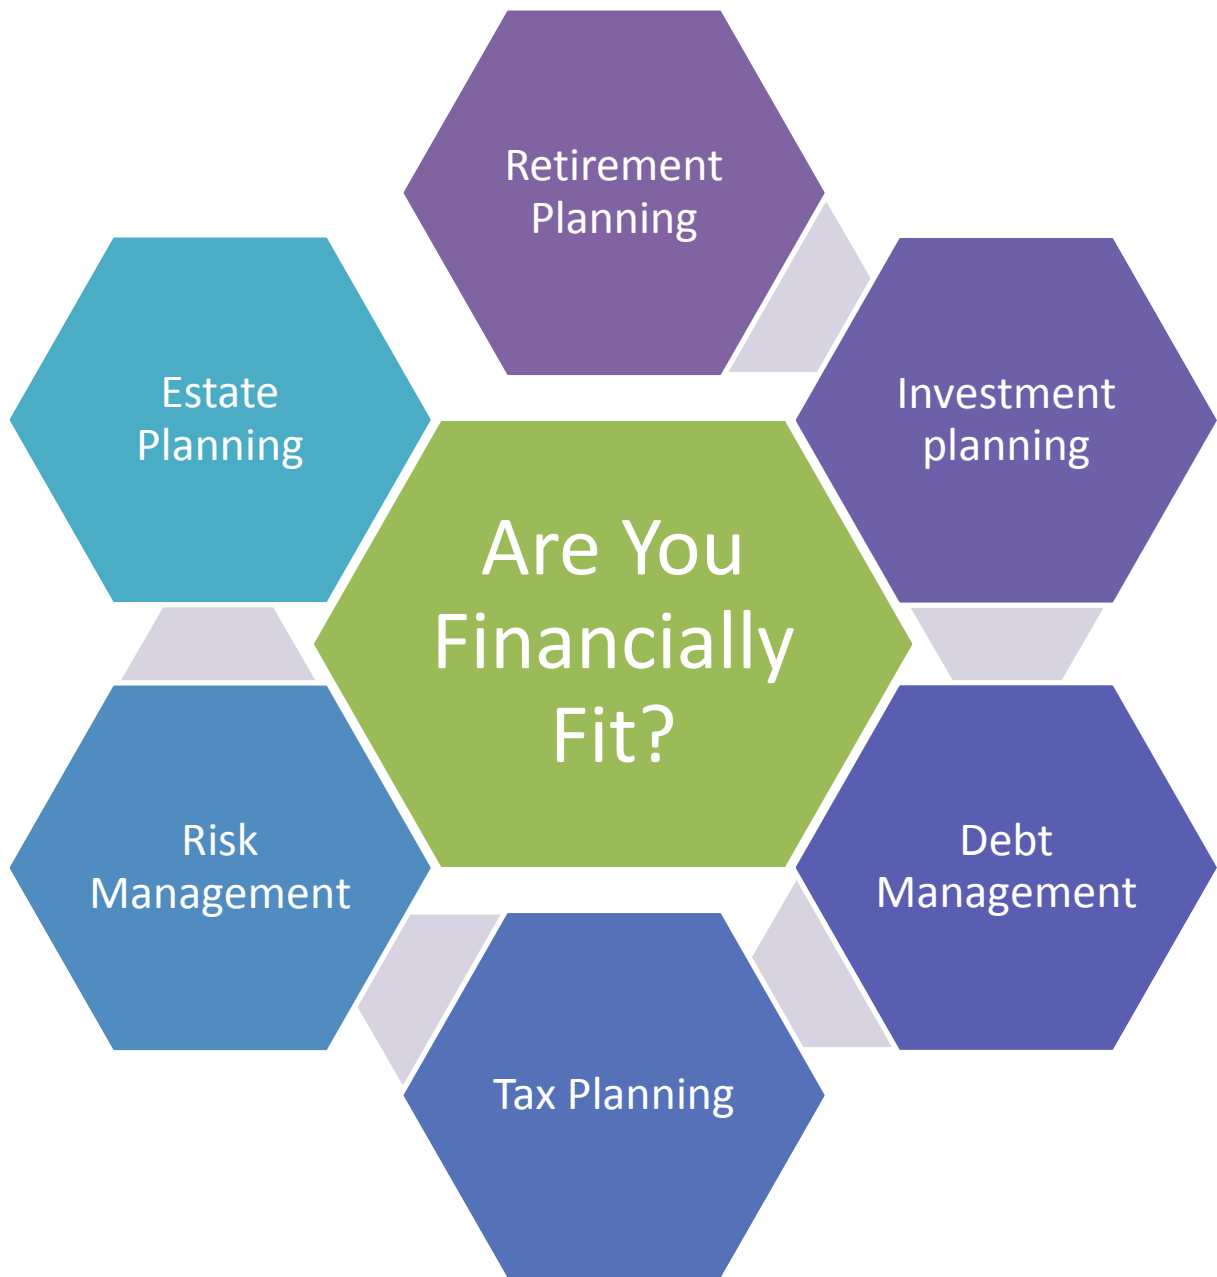 Retirement
Planning
Investment
planning
Estate
Planning
Are You
Financially
Fit?
Risk
Management
Debt
Management
Tax Planning